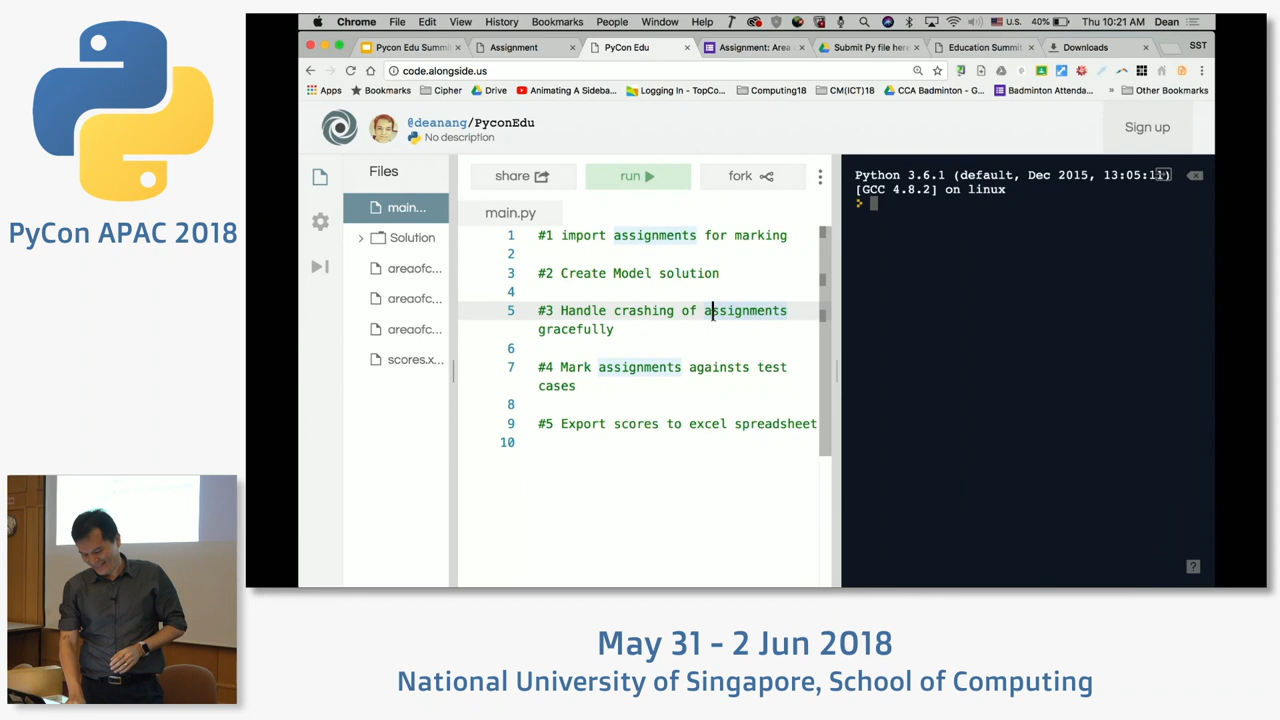 PyCon APAC 2018
Chrome File Edit View History Bookmarks People Window Help U.S. 40% Thu 10:21 AM Dean
Pycon Edu Summi
Assignment
PyCon Edu
Assignment: Area
Submit Py file here
Education Summit
Downloads
SST
code.alongside.us
Apps Bookmarks Cipher Drive Animating A Sideba... Logging In - TopCo... Computing18 CM(ICT)18 CCA Badminton - G... Badminton Attenda... » Other Bookmarks
@deanang/PyconEdu
No description
Sign up
Files
share run fork
main...
main.py
Solution
areaofc...
areaofc...
areaofc...
scores.x...
1 #1 import assignments for marking
2
3 #2 Create Model solution
4
5 #3 Handle crashing of assignments
gracefully
6
7 #4 Mark assignments againsts test
cases
8
9 #5 Export scores to excel spreadsheet
10
Python 3.6.1 (default, Dec 2015, 13:05:11)
[GCC 4.8.2] on linux
?
May 31 - 2 Jun 2018
National University of Singapore, School of Computing